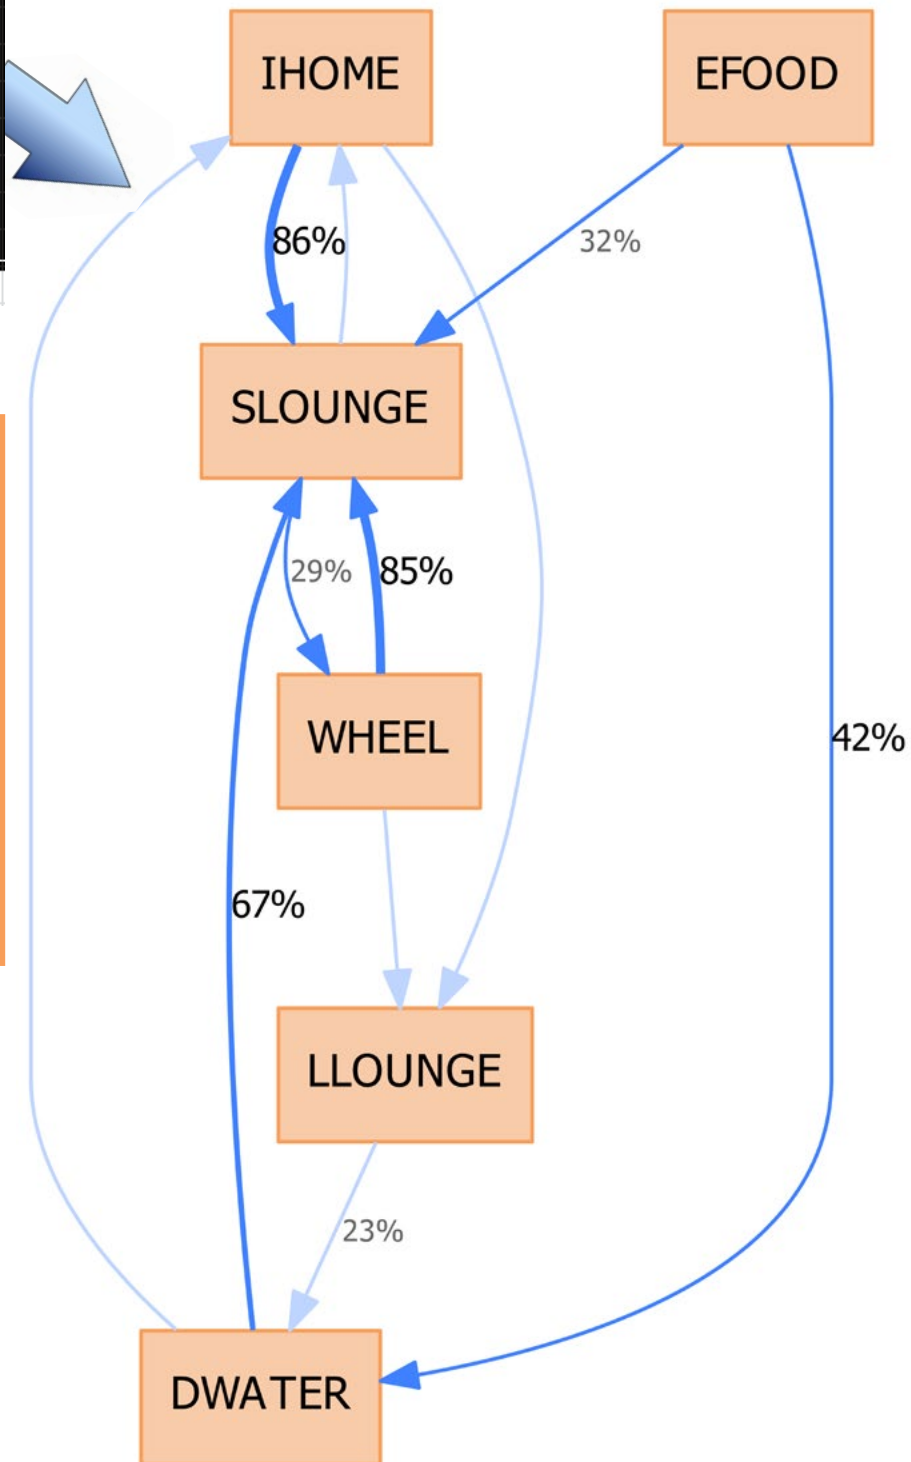 IHOME
EFOOD
86%
32%
SLOUNGE
29%
85%
WHEEL
42%
67%
LLOUNGE
23%
DWATER